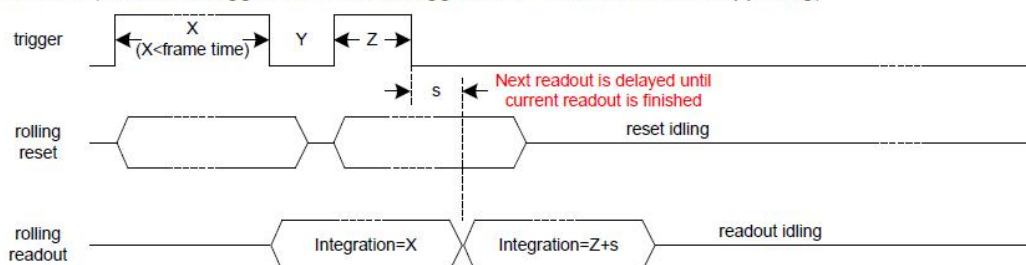 trigger
X
(X<frame time)
Y
Z
s
Next readout is delayed until
current readout is finished
rolling
reset
reset idling
rolling
readout
Integration=X
Integration=Z+s
readout idling